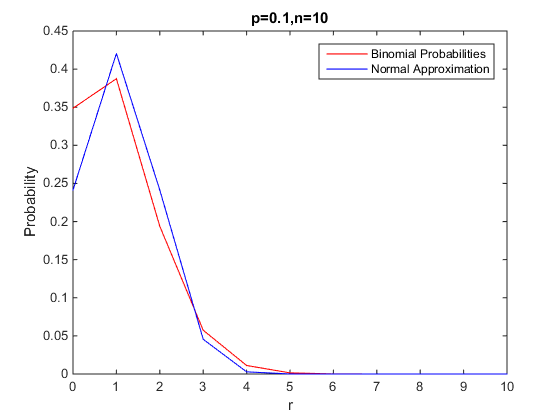 p=0.1,n=10
0.45
0.4
0.35
0.3
0.25
0.2
0.15
0.1
0.05
0
Probability
Binomial Probabilities
Normal Approximation
0 1 2 3 4 5 6 7 8 9 10
r